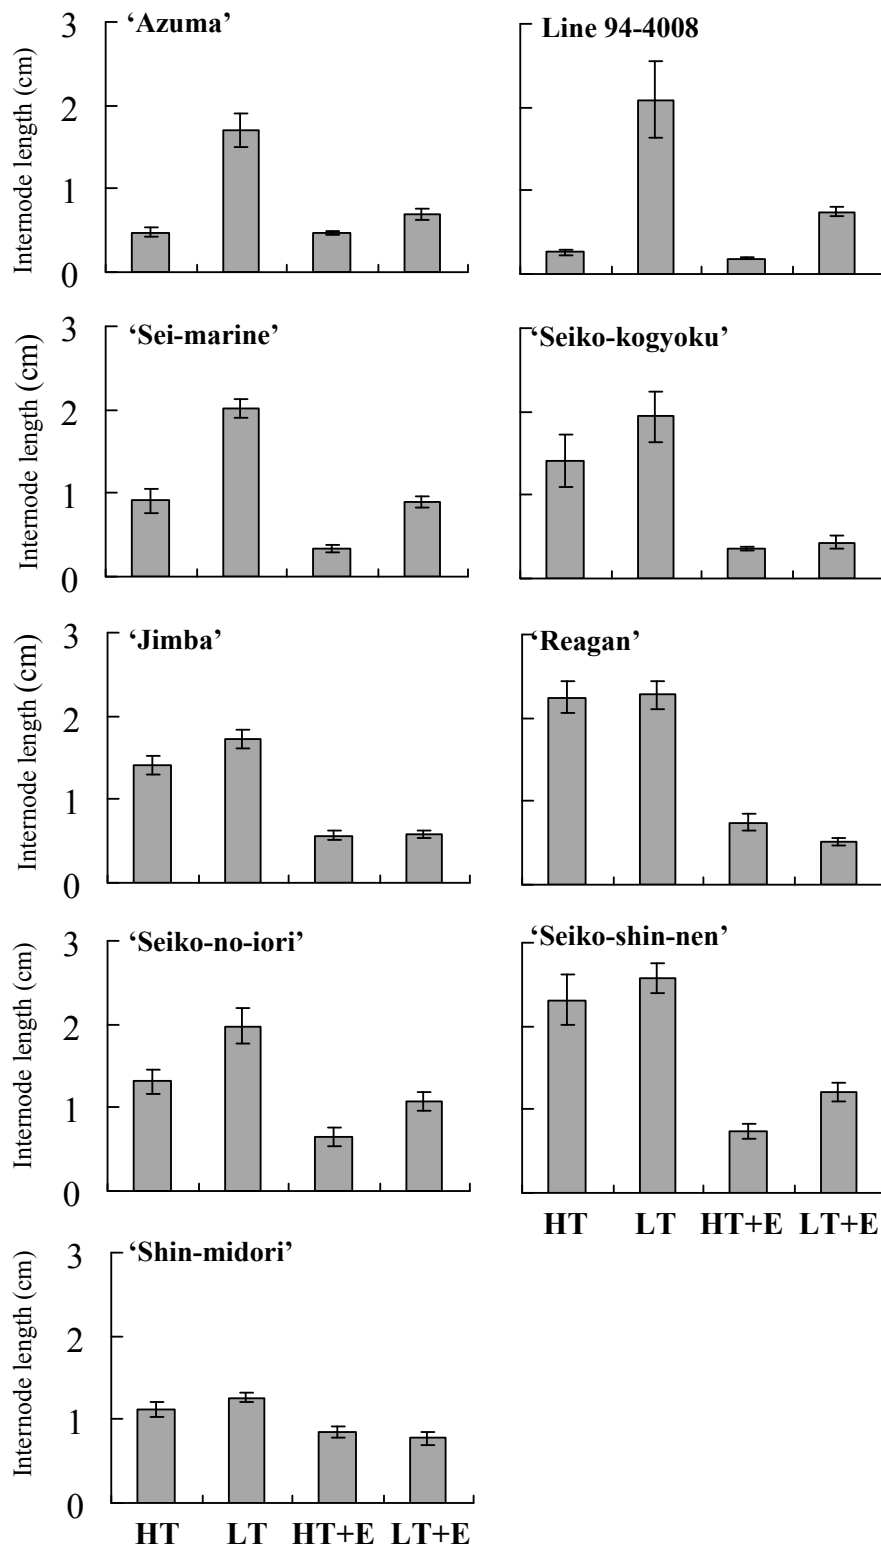 ‘Azuma’
Line 94-4008
Internode length (cm)
3
2
1
0
‘Sei-marine’
‘Seiko-kogyoku’
Internode length (cm)
3
2
1
0
‘Jimba’
‘Reagan’
Internode length (cm)
3
2
1
0
‘Seiko-no-iori’
‘Seiko-shin-nen’
Internode length (cm)
3
2
1
0
HT LT HT+E LT+E
‘Shin-midori’
Internode length (cm)
3
2
1
0
HT LT HT+E LT+E